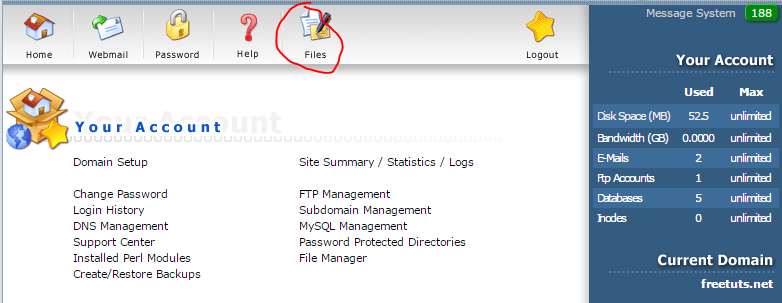 Home
Webmail
Password
Help
Files
Logout
Your Account
Domain Setup
Change Password
Login History
DNS Management
Support Center
Installed Perl Modules
Create/Restore Backups
Site Summary / Statistics / Logs
FTP Management
Subdomain Management
MySQL Management
Password Protected Directories
File Manager
Message System 188
Your Account
Used Max
Disk Space (MB) 52.5 unlimited
Bandwidth (GB) 0.0000 unlimited
E-Mails 2 unlimited
Ftp Accounts 1 unlimited
Databases 5 unlimited
Inodes 0 unlimited
Current Domain
freetuts.net